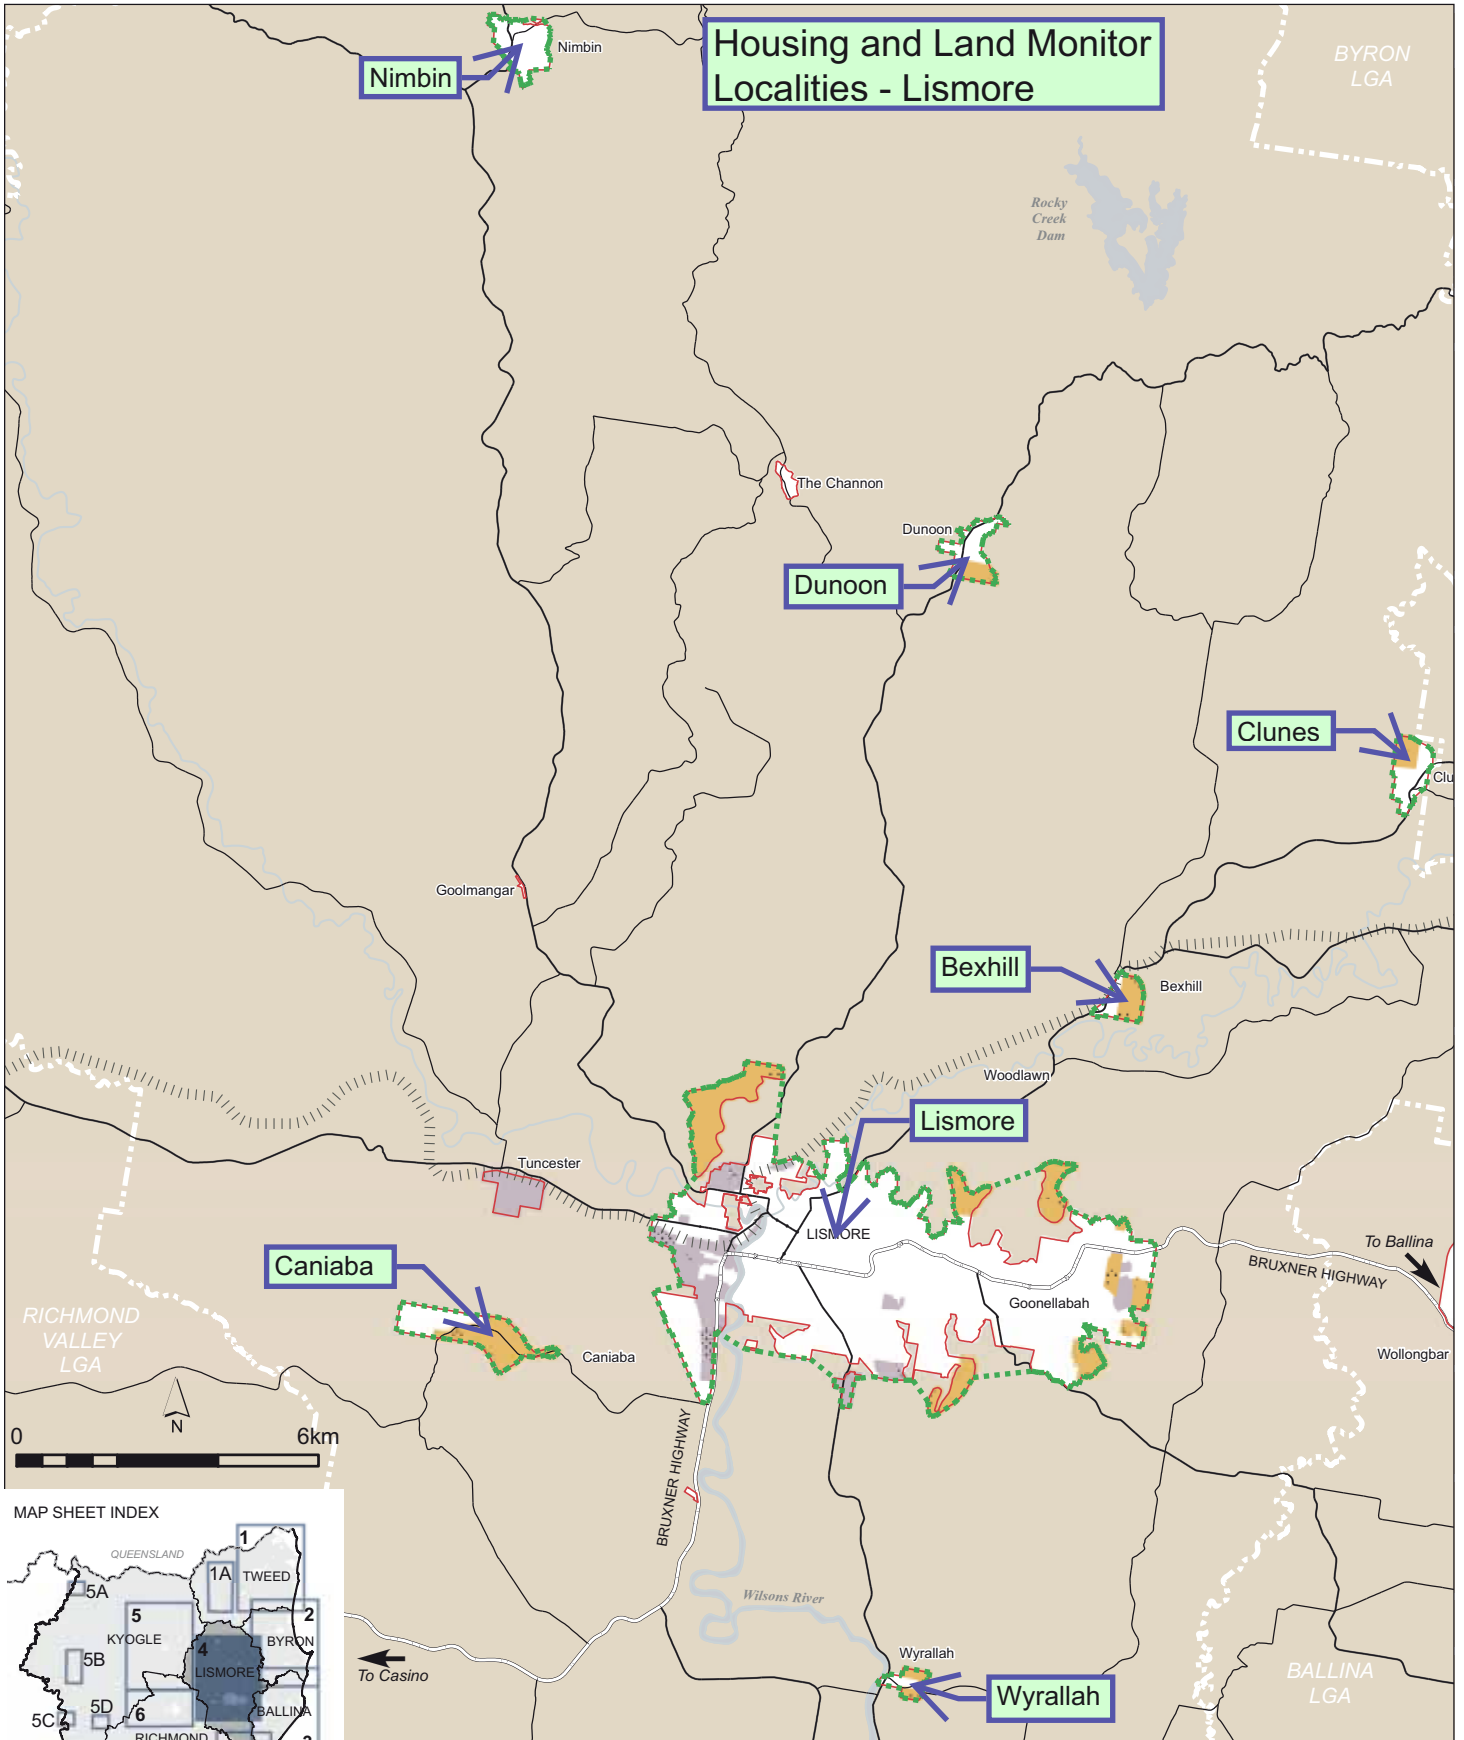 Housing and Land Monitor
Localities - Lismore
Nimbin
Nimbin
BYRON
LGA
Rocky
Creek
Dam
The Channon
Dunoon
Dunoon
Clunes
Clu
Goolmangar
Bexhill
Bexhill
Woodlawn
Lismore
Tuncester
LISMORE
To Ballina
BRUXNER HIGHWAY
Caniaba
Goonellabah
RICHMOND
VALLEY
LGA
Caniaba
Wollongbar
N
0 6km
BRUXNER HIGHWAY
MAP SHEET INDEX
QUEENSLAND
1
1A
TWEED
5A
5
2
KYOGLE
BYRON
4
LISMORE
5B
5C
5D
6
BALLINA
RICHMOND
3
Wilsons River
To Casino
Wyrallah
Wyrallah
BALLINA
LGA